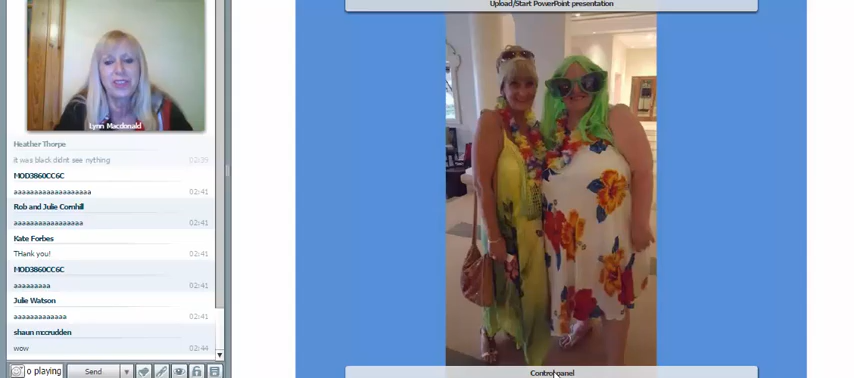 Upload/Start PowerPoint presentation
Lynn Macdonald
Heather Thorpe
it was black didnt see nything
02:39
MOD3860CC6C
aaaaaaaaaaaaaaaaaa
02:41
Rob and Julie Cornhill
aaaaaaaaaaaaaaaa
02:41
Kate Forbes
THank you!
02:41
MOD3860CC6C
aaaaaaaaa
02:41
Julie Watson
aaaaaaaaaaaaa
02:41
shaun mccrudden
wow
02:44
o playing
Send
Control panel